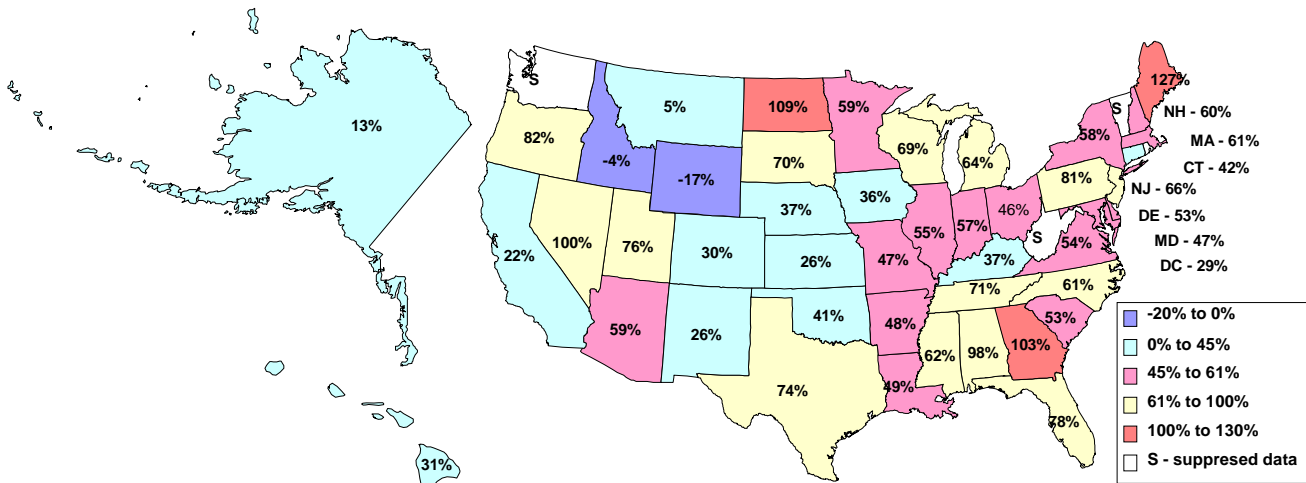 127%
S
13%
5%
109%
59%
S
NH - 60%
58%
MA - 61%
82%
69%
-4%
70%
64%
CT - 42%
81%
-17%
NJ - 66%
36%
37%
46%
DE - 53%
100%
76%
55%
57%
S
54%
MD - 47%
22%
30%
26%
47%
37%
DC - 29%
71%
61%
59%
26%
41%
48%
53%
-20% to 0%
62%
98%
103%
0% to 45%
74%
49%
45% to 61%
78%
61% to 100%
100% to 130%
31%
S - suppresed data